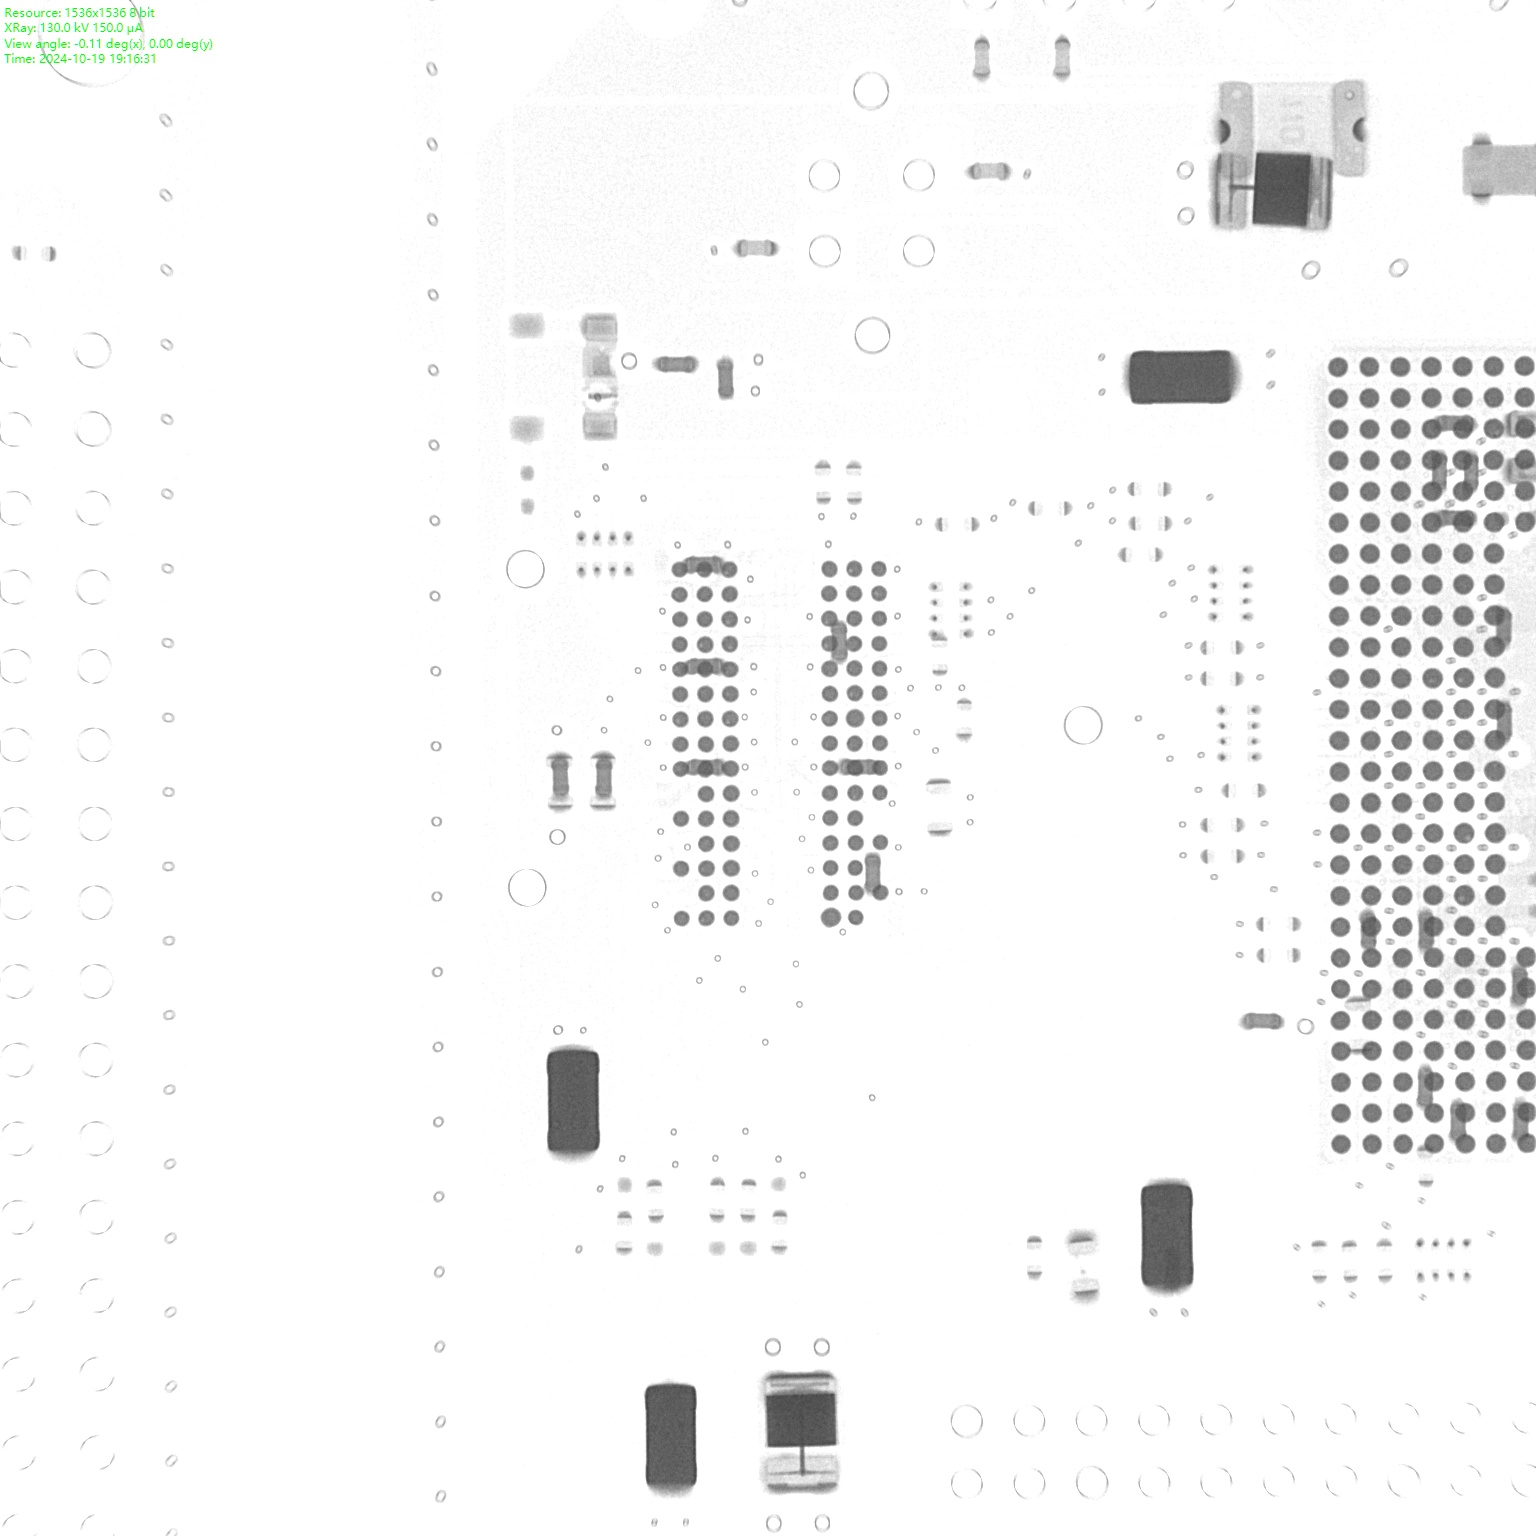 Resource: 1536x1536 8 bit
XRay: 130.0 kV 150.0 µA
View angle: -0.11 deg(x), 0.00 deg(y)
Time: 2024-10-19 19:16:31